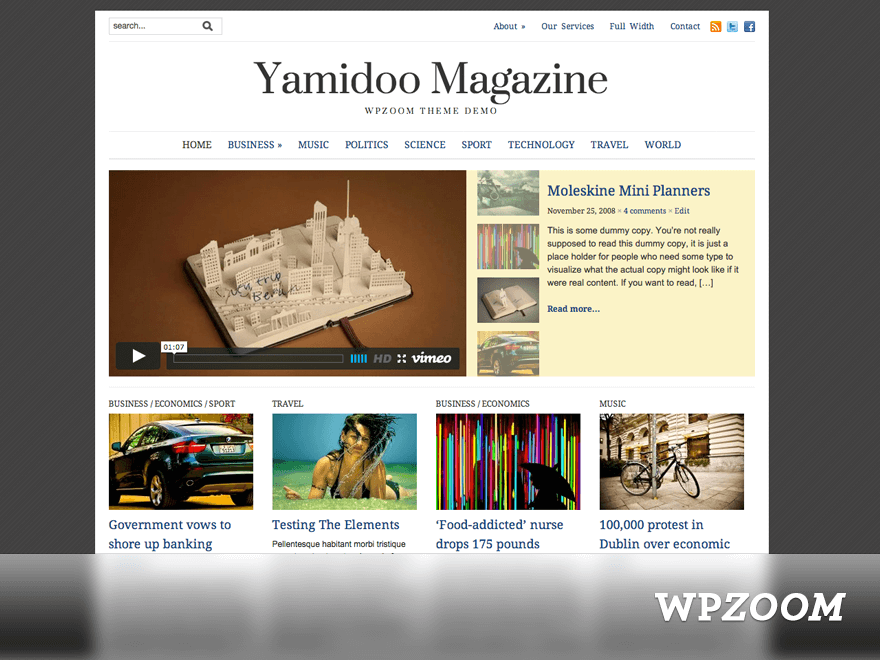 search...
About » Our Services Full Width Contact
Yamidoo Magazine
WPZOOM THEME DEMO
HOME BUSINESS » MUSIC POLITICS SCIENCE SPORT TECHNOLOGY TRAVEL WORLD
Moleskine Mini Planners
November 25, 2008 × 4 comments × Edit
This is some dummy copy. You're not really
supposed to read this dummy copy, it is just a
place holder for people who need some type to
visualize what the actual copy might look like if it
were real content. If you want to read, […]
Read more...
trip
Berlin
01:07
HD vimeo
BUSINESS / ECONOMICS / SPORT
Government vows to
shore up banking
TRAVEL
Testing The Elements
Pellentesque habitant morbi tristique
BUSINESS / ECONOMICS
‘Food-addicted’ nurse
drops 175 pounds
MUSIC
100,000 protest in
Dublin over economic
WPZOOM